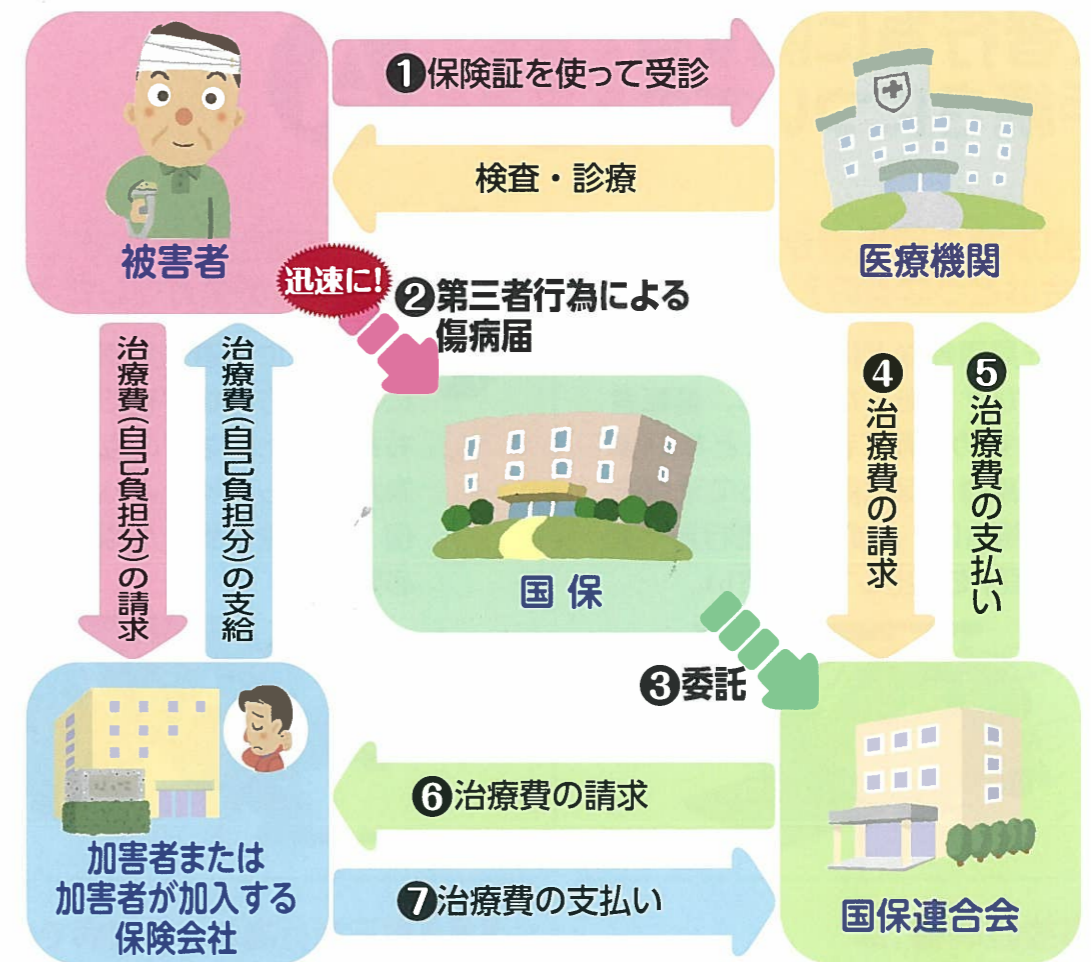 ❶保険証を使って受診
検査・診療
被害者
医療機関
迅速に!
❷第三者行為による
傷病届
治療費(自己負担分)の請求
治療費(自己負担分)の支給
国保
❹治療費の請求
❺治療費の支払い
❸委託
❻治療費の請求
❼治療費の支払い
加害者または
加害者が加入する
保険会社
国保連合会